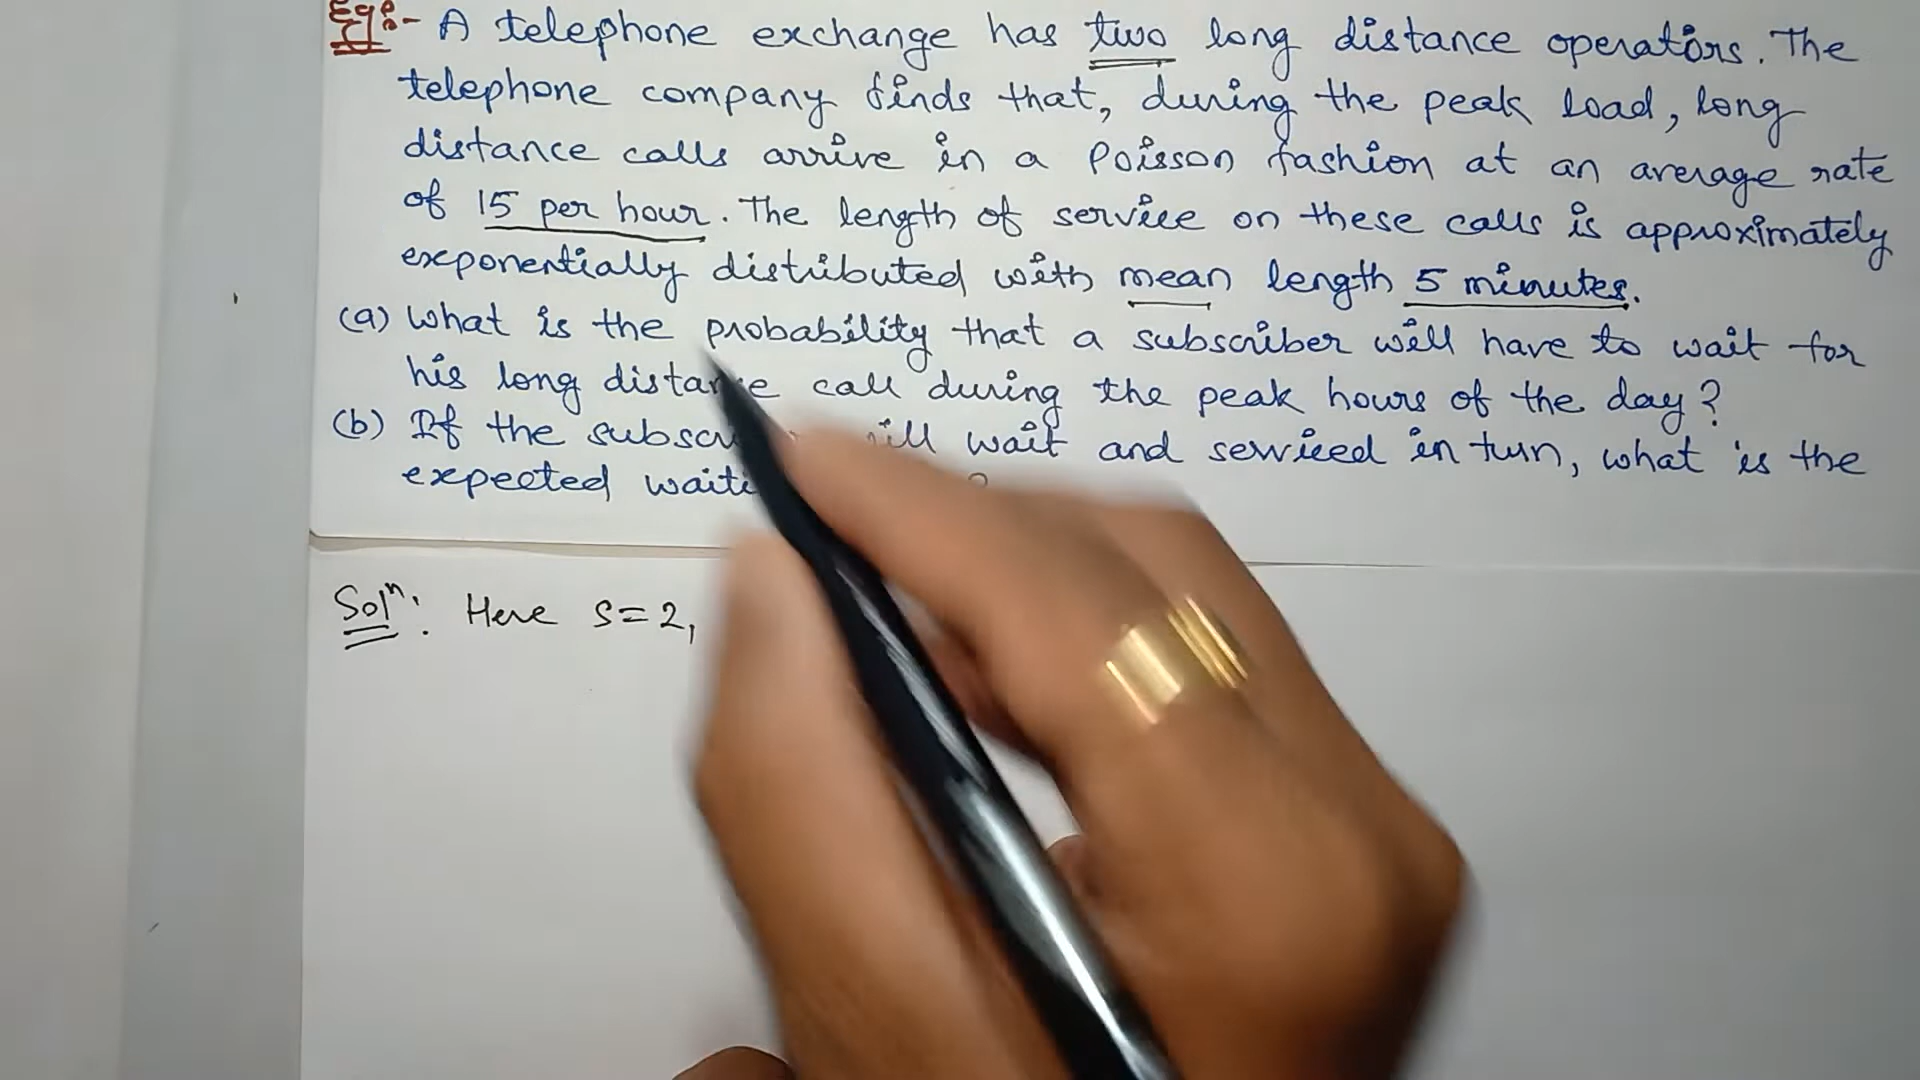 Eg:- A telephone exchange has two long distance operators. The
telephone company finds that, during the peak load, long
distance calls arrive in a Poisson fashion at an average rate
of 15 per hour. The length of service on these calls is approximately
exponentially distributed with mean length 5 minutes.
(a) What is the probability that a subscriber will have to wait for
his long distance call during the peak hours of the day?
(b) If the will wait and serviced in turn, what is the
expected
Soln: Here S=2,